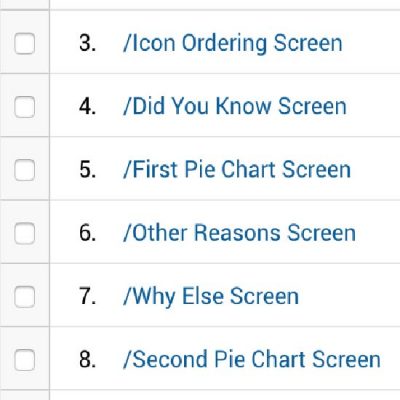 3. /Icon Ordering Screen
4. /Did You Know Screen
5. /First Pie Chart Screen
6. /Other Reasons Screen
7. /Why Else Screen
8. /Second Pie Chart Screen